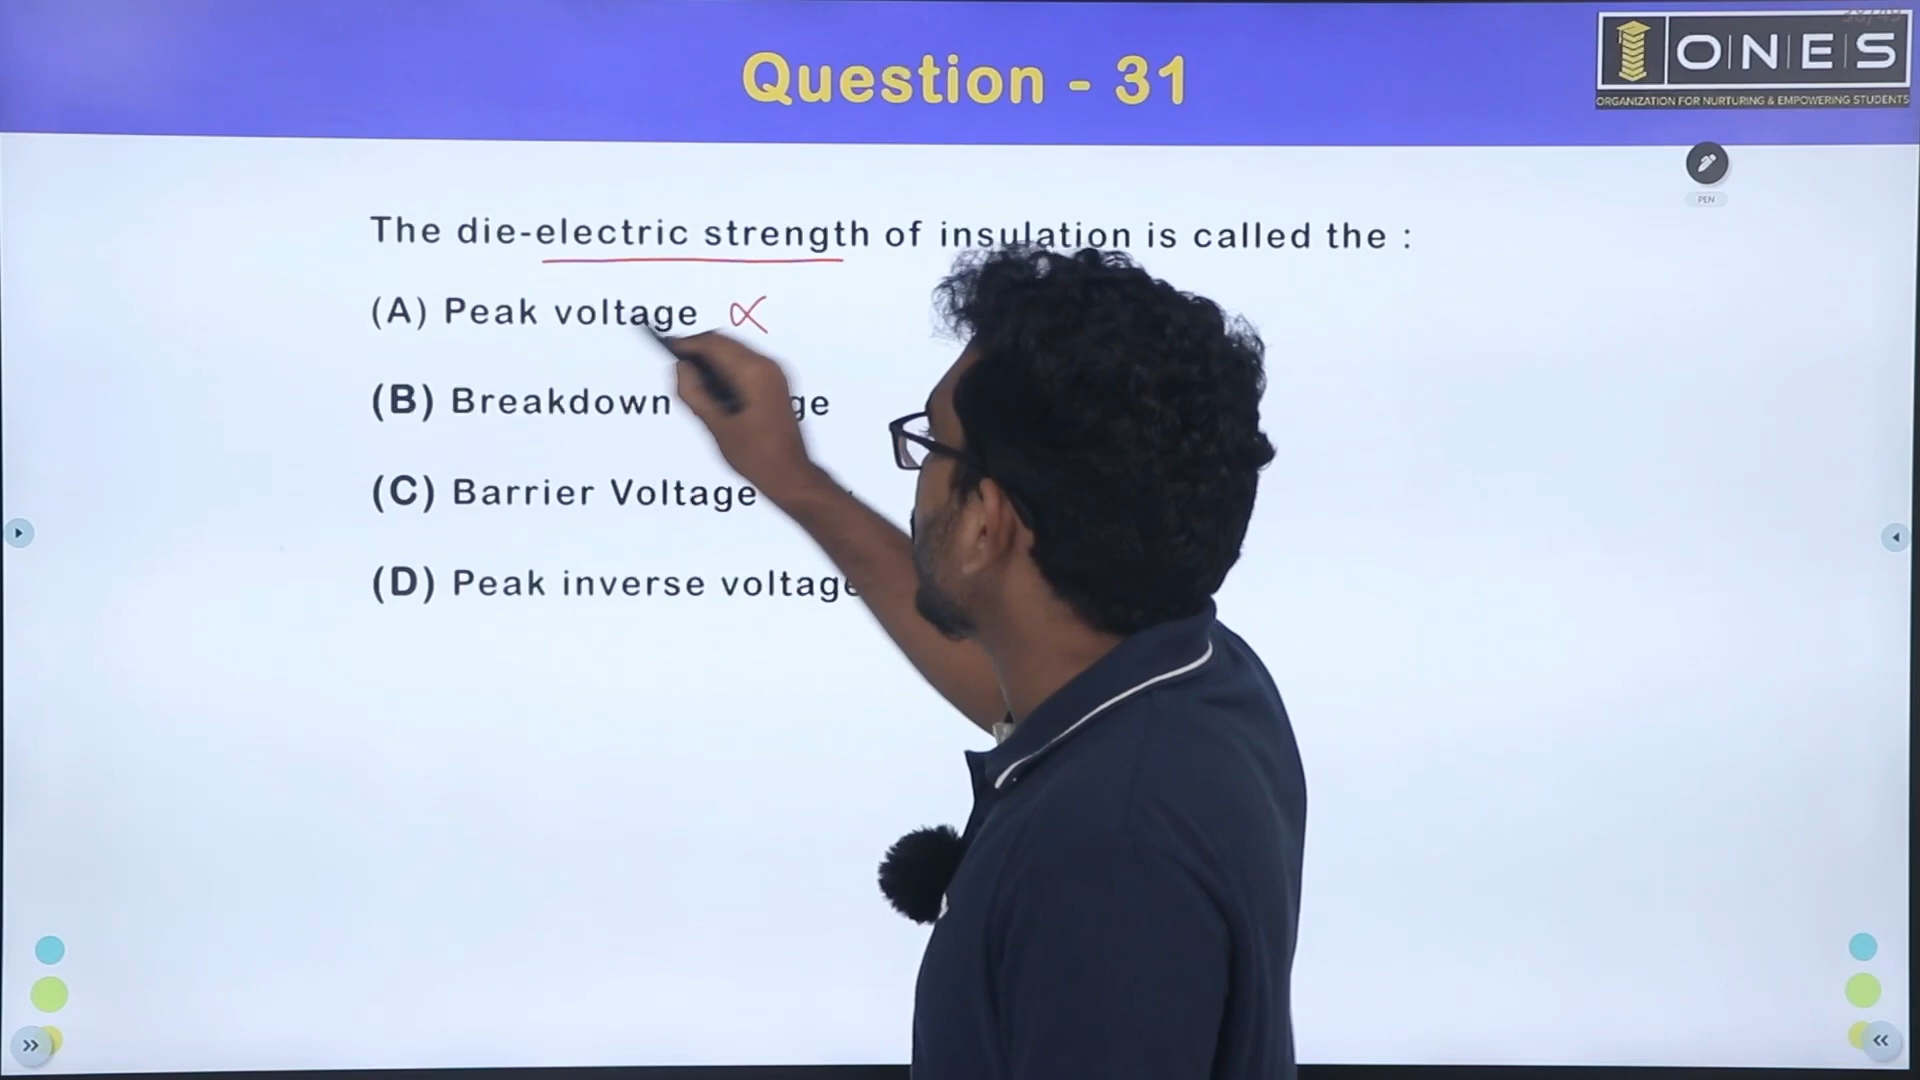 Question - 31
ONES
ORGANIZATION FOR NURTURING & EMPOWERING STUDENTS
PEN
The die-electric strength of insulation is called the :
(A) Peak voltage
(B) Breakdown
(C) Barrier Voltage
(D) Peak inverse voltage